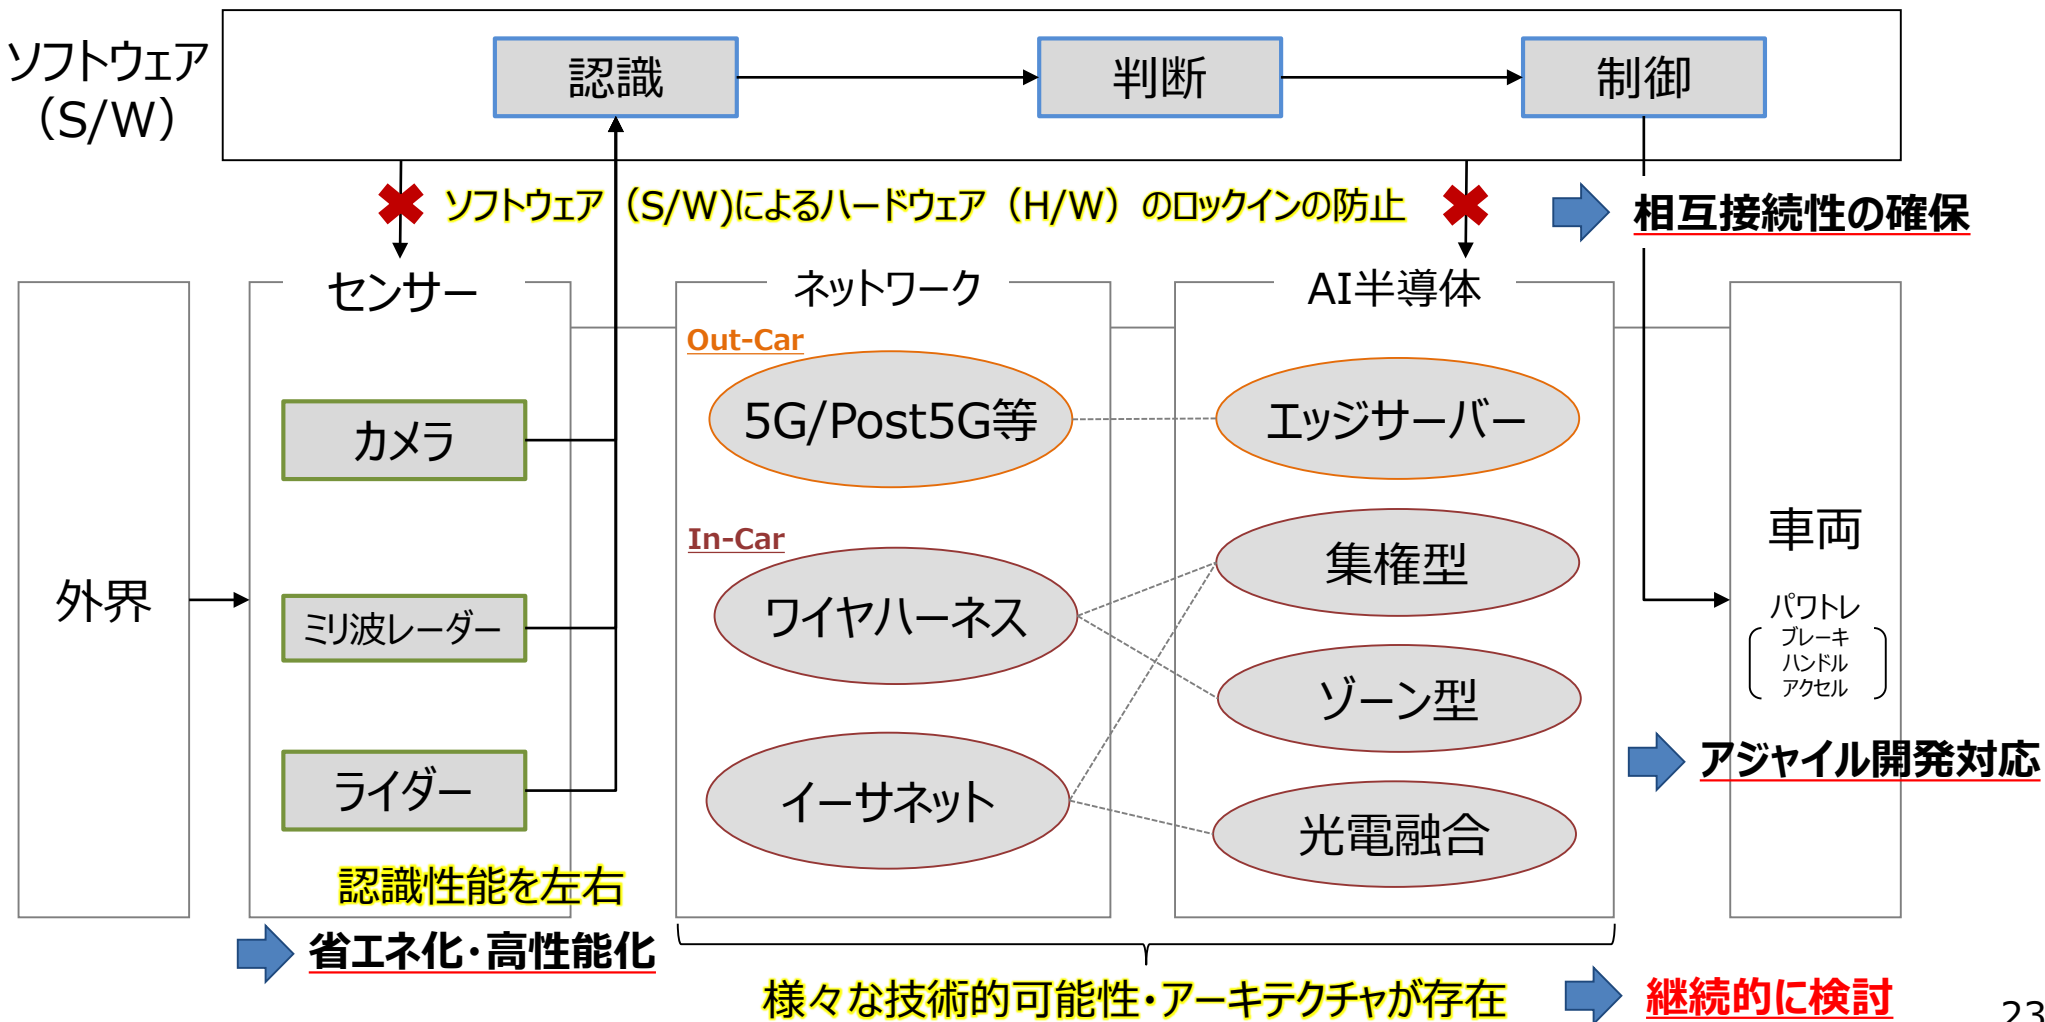 ソフトウェア
（S/W）
認識
判断
制御
ソフトウェア（S/W)によるハードウェア（H/W）のロックインの防止
相互接続性の確保
センサー
ネットワーク
AI半導体
Out-Car
5G/Post5G等
エッジサーバー
カメラ
In-Car
集権型
車両
外界
ミリ波レーダー
ワイヤハーネス
パワトレ
ブレーキ
ハンドル
アクセル
ゾーン型
アジャイル開発対応
ライダー
イーサネット
光電融合
認識性能を左右
省エネ化・高性能化
様々な技術的可能性・アーキテクチャが存在
継続的に検討
23